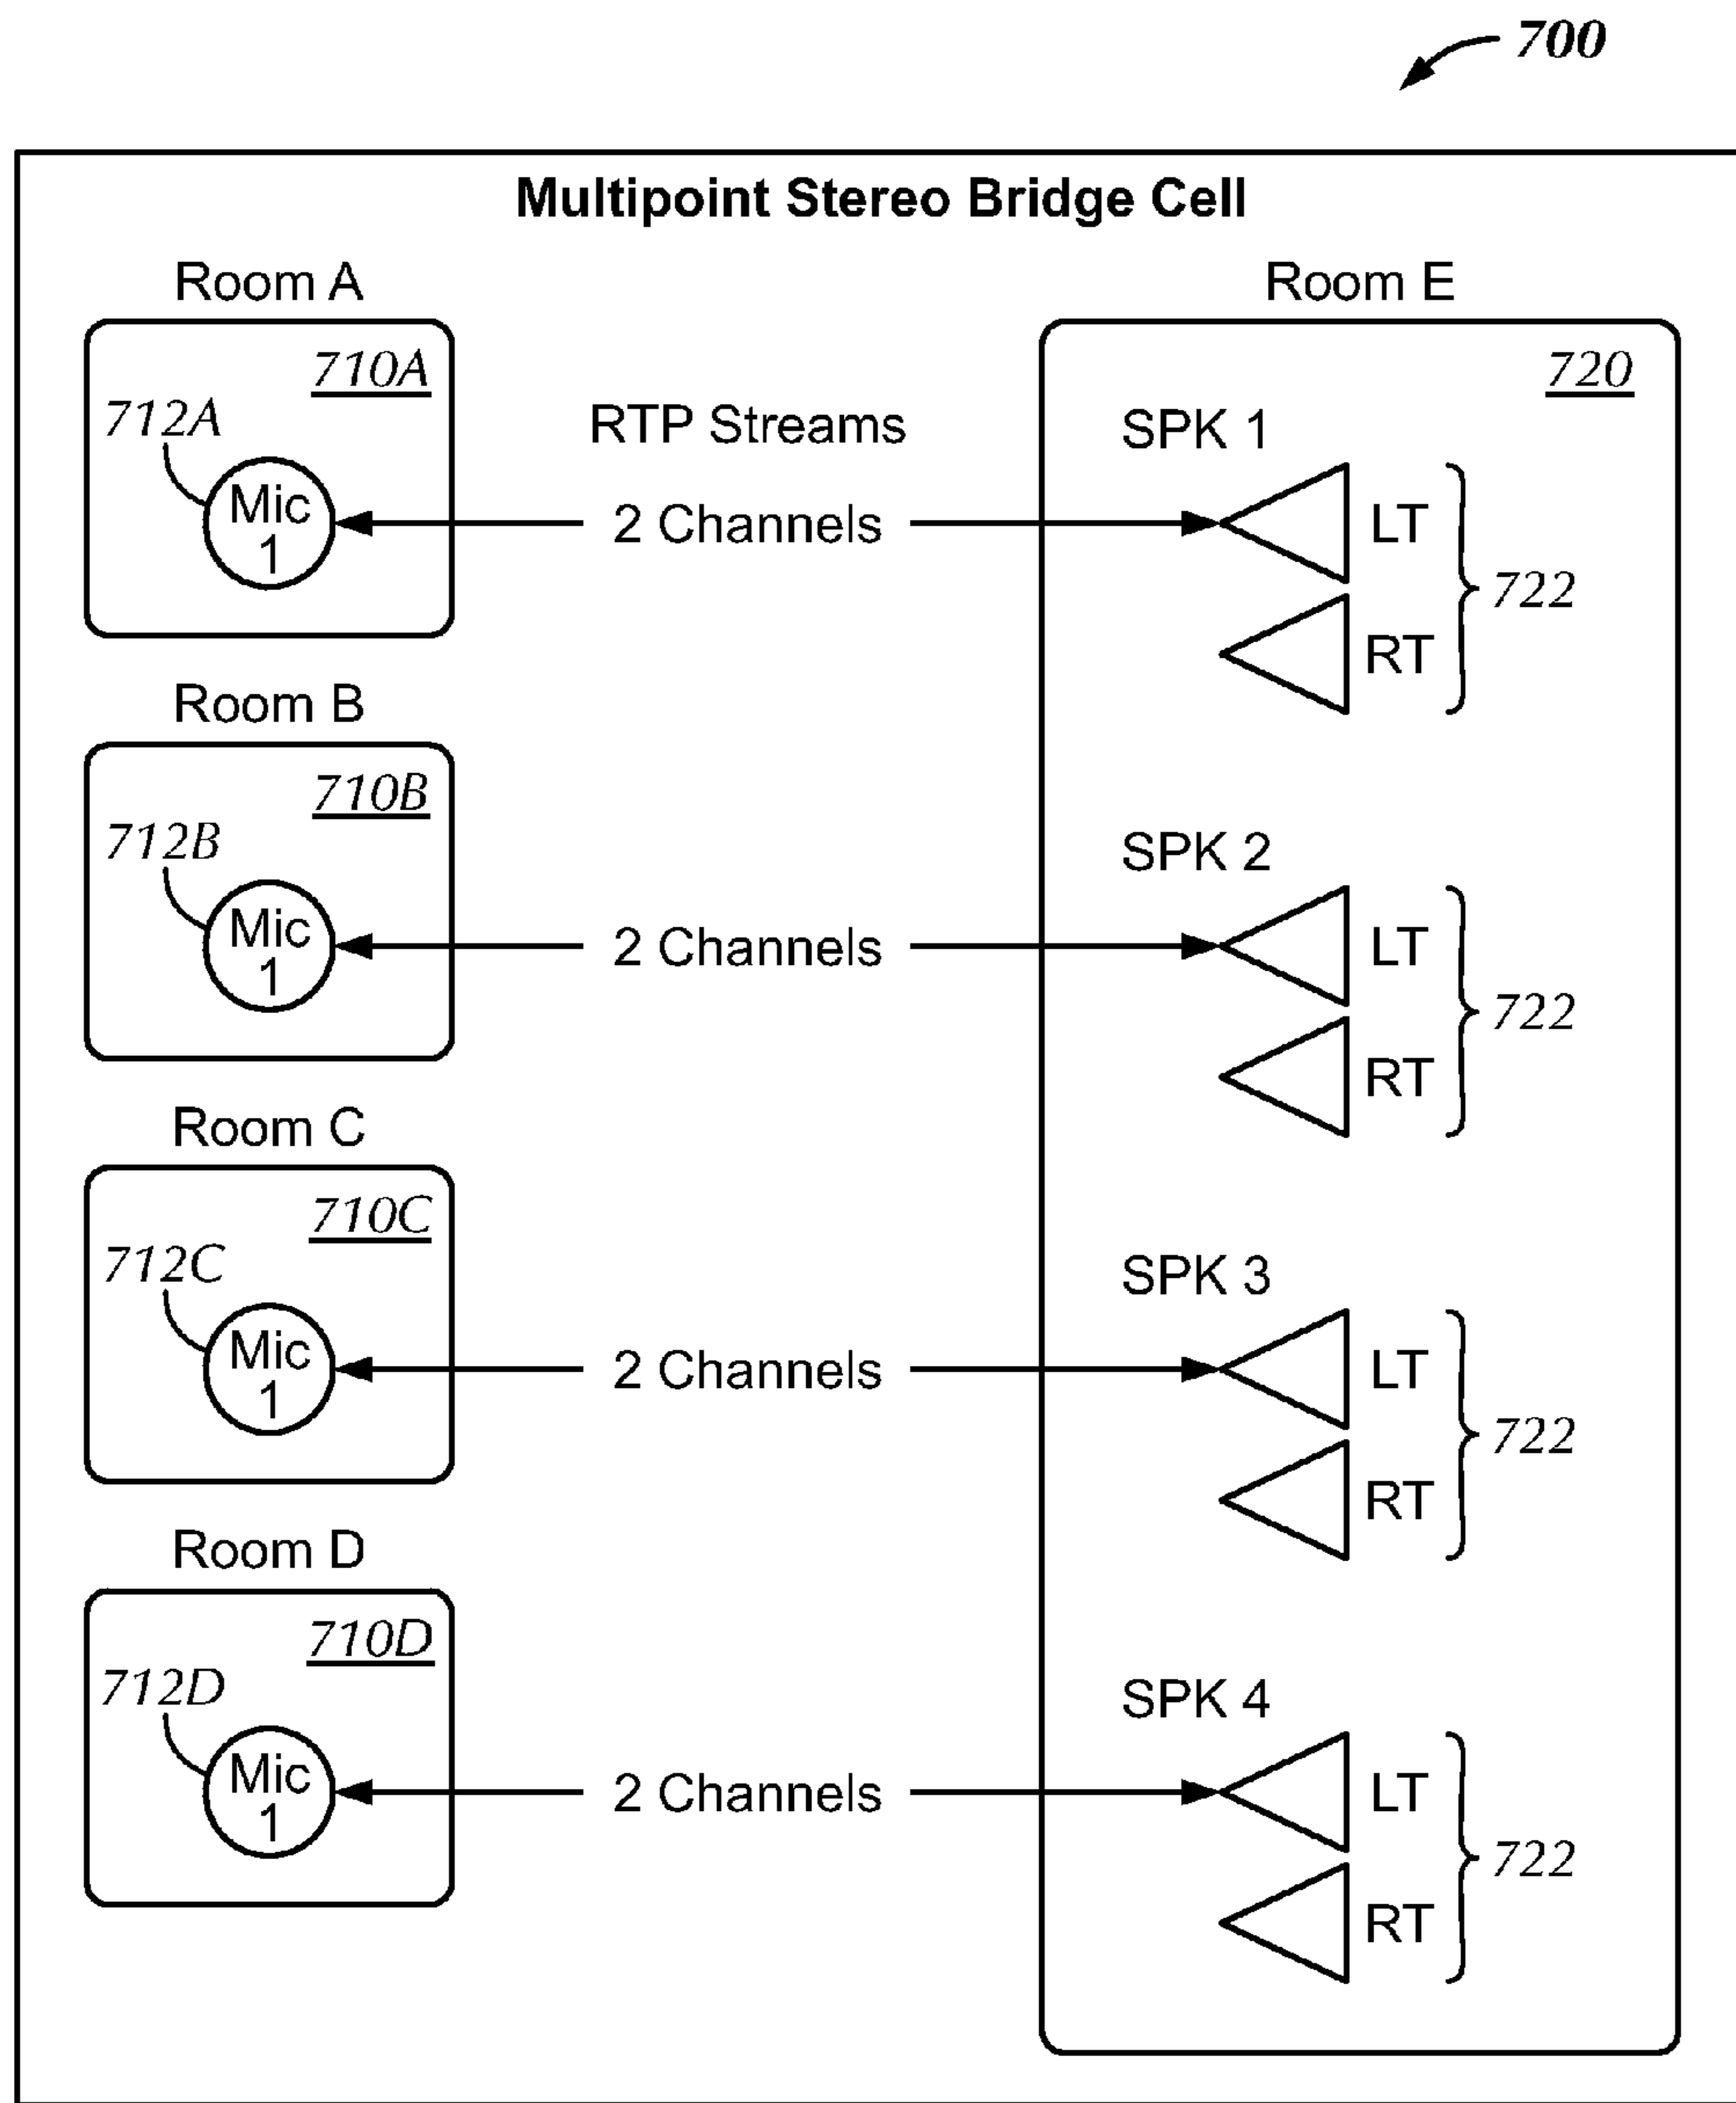 700
Multipoint Stereo Bridge Cell
Room A
710A
712A
Mic
1
RTP Streams
2 Channels
Room E
720
SPK 1
LT
RT
722
Room B
710B
712B
Mic
1
2 Channels
SPK 2
LT
RT
722
Room C
710C
712C
Mic
1
2 Channels
SPK 3
LT
RT
722
Room D
710D
712D
Mic
1
2 Channels
SPK 4
LT
RT
722